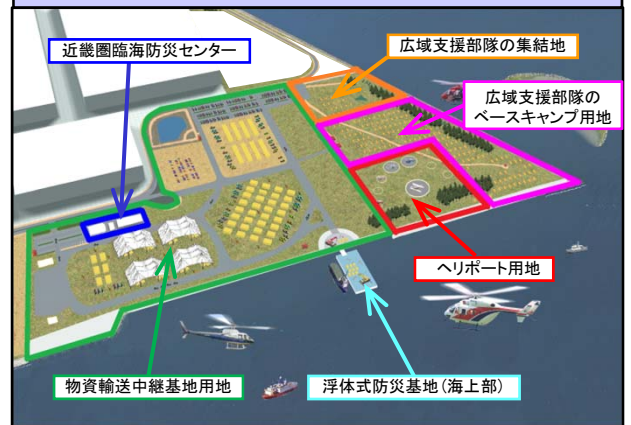 近畿圏臨海防災センター
広域支援部隊の集結地
広域支援部隊の
ベースキャンプ用地
ヘリポート用地
物資輸送中継基地用地
浮体式防災基地(海上部)